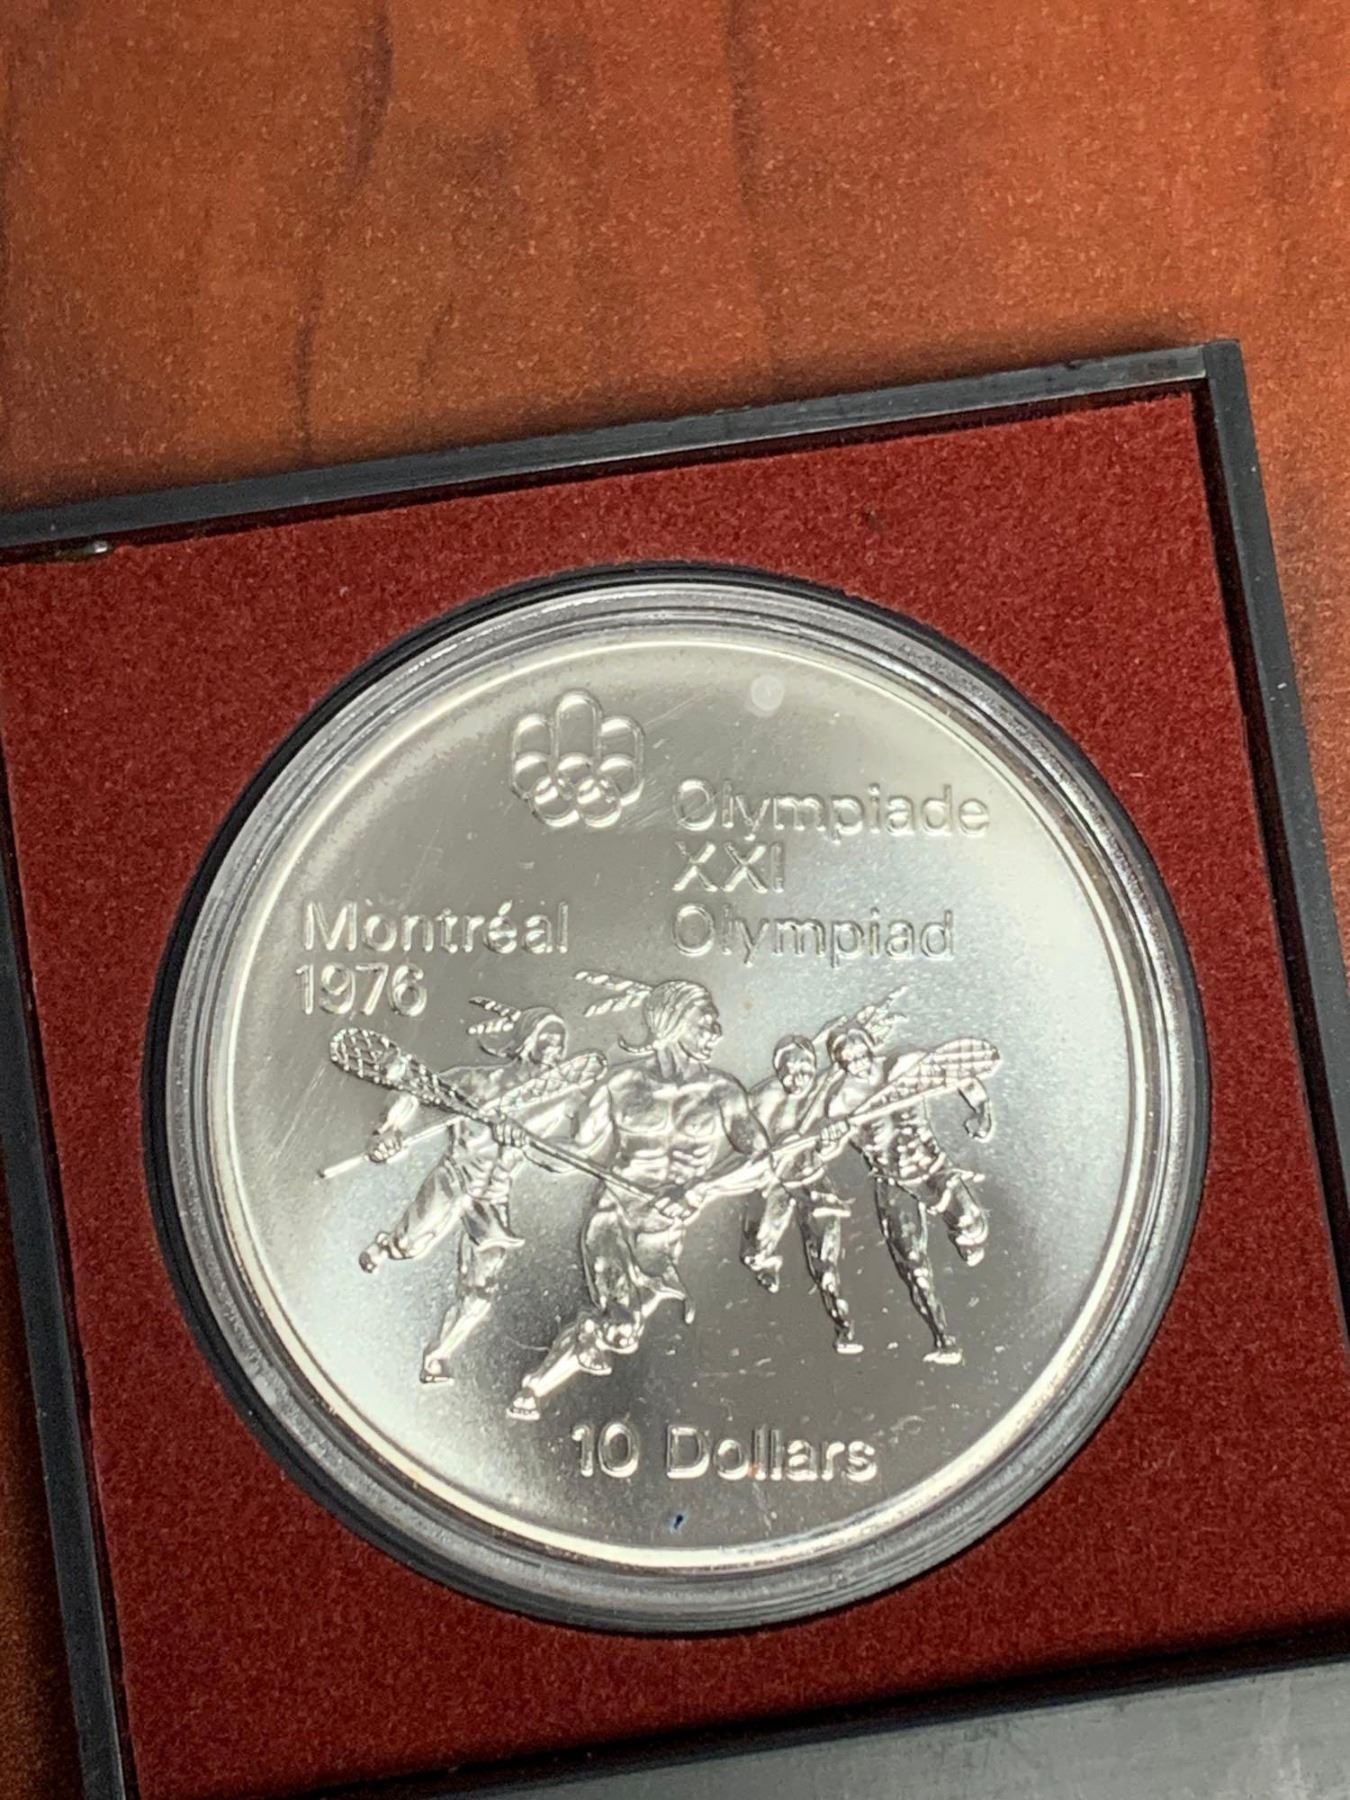 Olympiade
XXI
Olympiad
Montréal
1976
10 Dollars